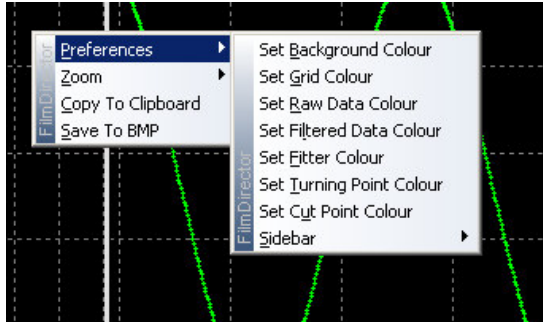 Preferences
Zoom
Copy To Clipboard
Save To BMP
FilmDirector
Set Background Colour
Set Grid Colour
Set Raw Data Colour
Set Filtered Data Colour
Set Fitter Colour
Set Turning Point Colour
Set Cut Point Colour
Sidebar
FilmDirector